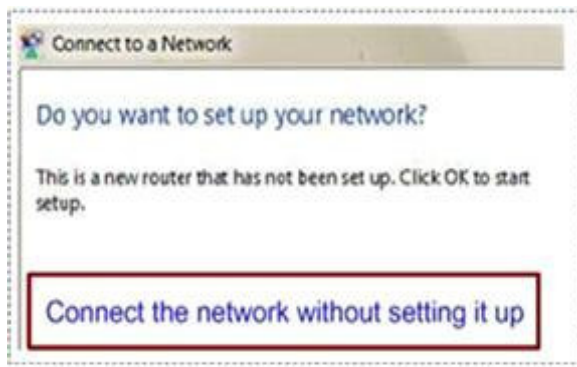 Connect to a Network
Do you want to set up your network?
This is a new router that has not been set up. Click OK to start
setup.
Connect the network without setting it up